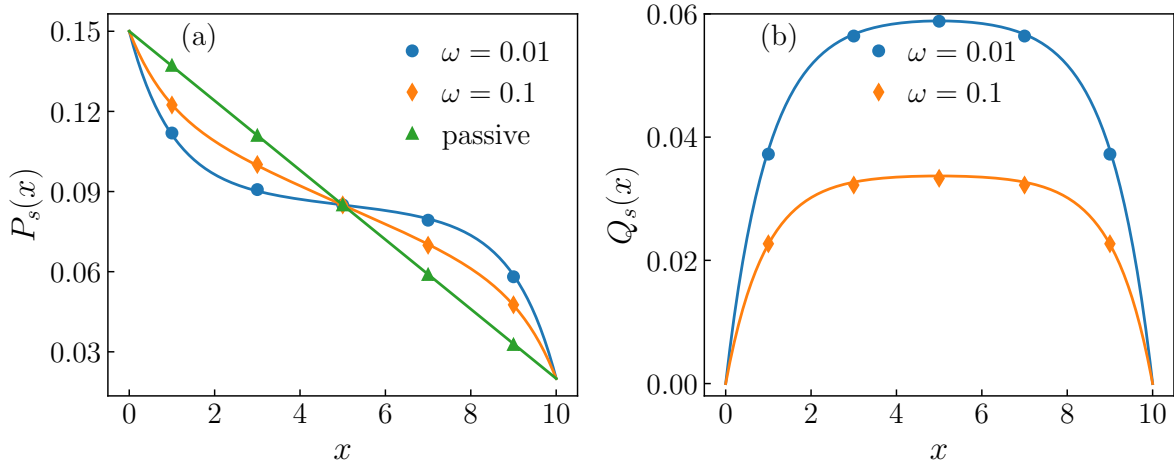 (a)
ω = 0.01
ω = 0.1
passive
0.15
0.12
0.09
0.06
0.03
P_s(x)
0 2 4 6 8 10
x
(b)
ω = 0.01
ω = 0.1
0.06
0.04
0.02
0.00
Q_s(x)
0 2 4 6 8 10
x